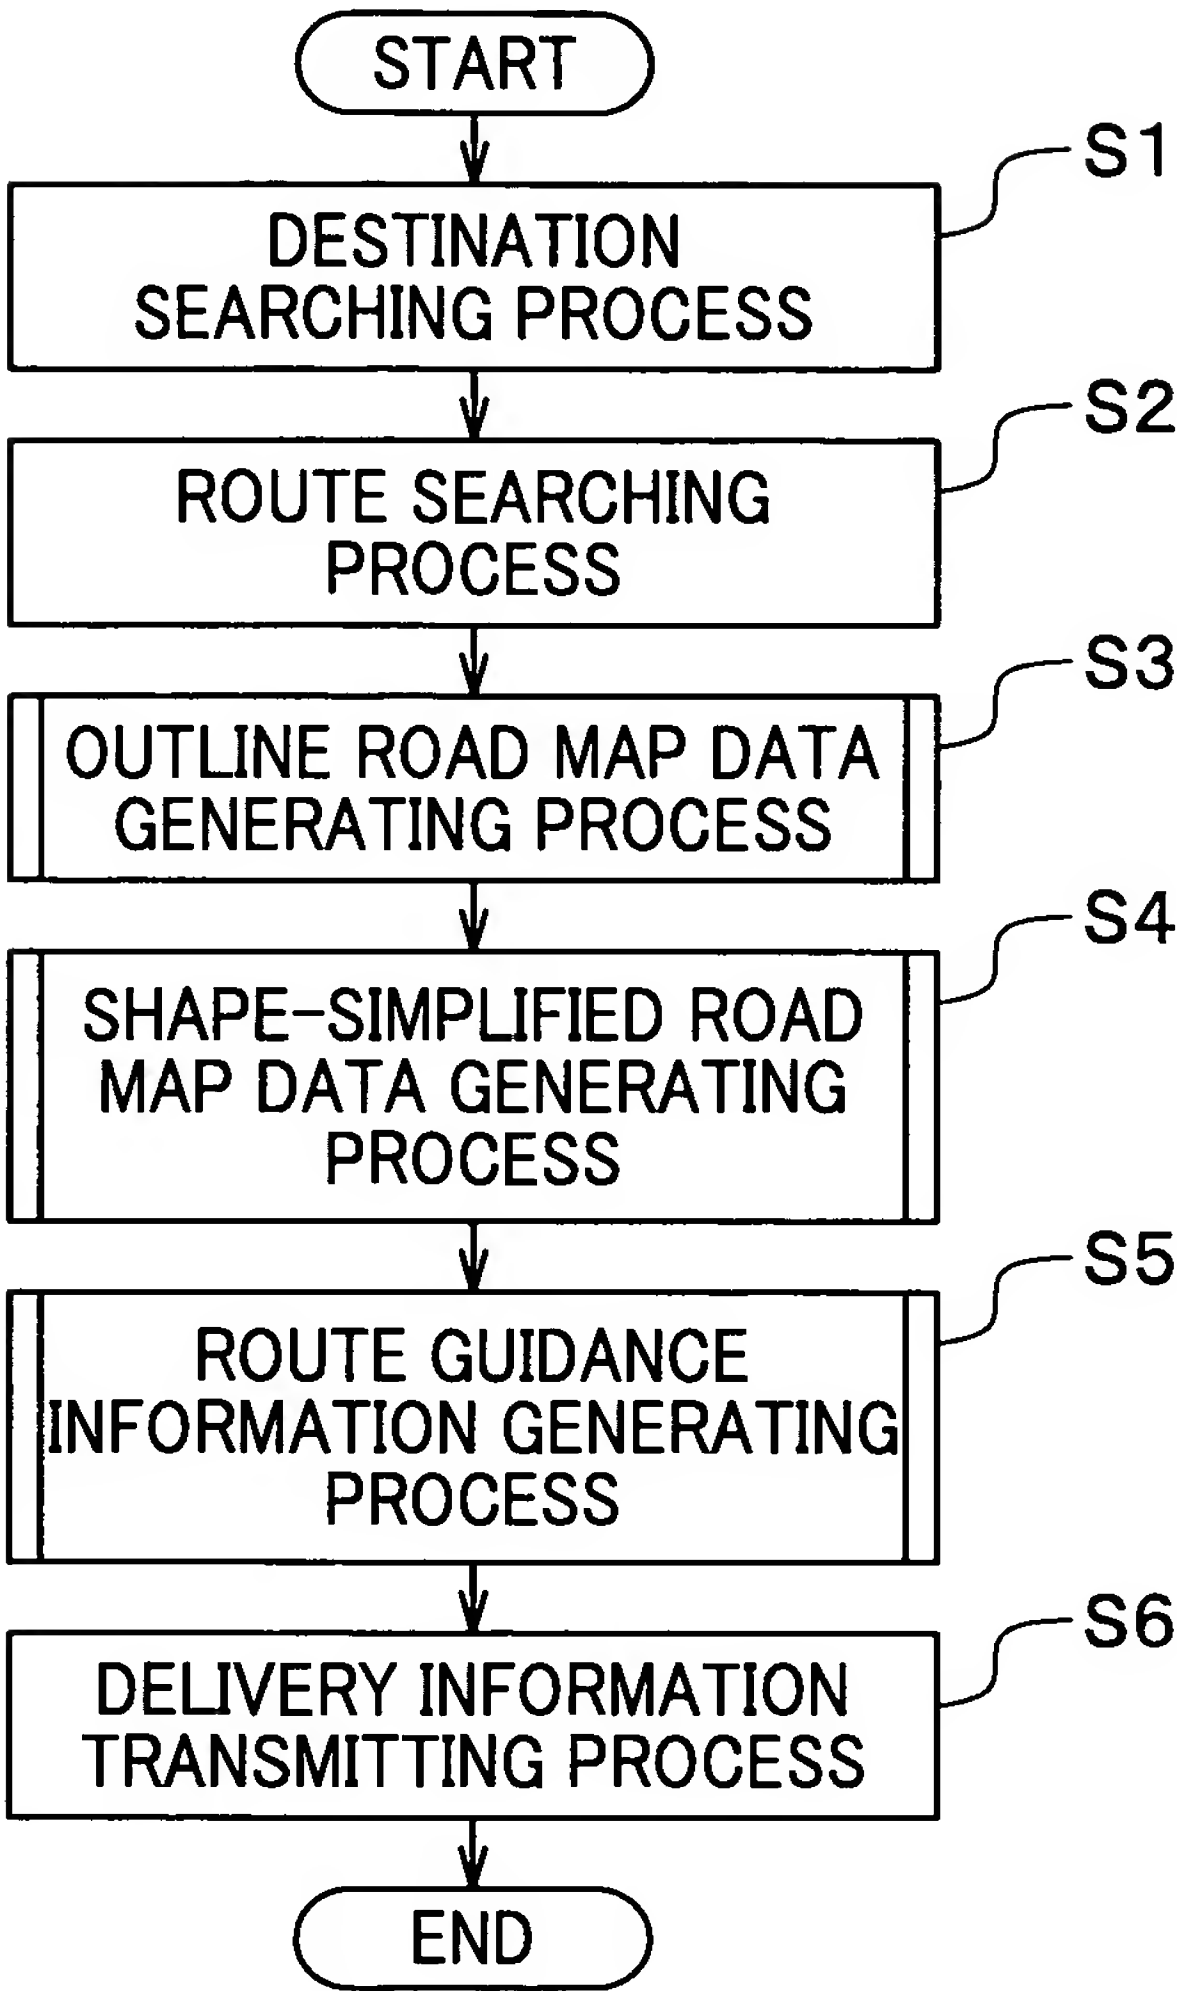 START
S1
DESTINATION
SEARCHING PROCESS
S2
ROUTE SEARCHING
PROCESS
S3
OUTLINE ROAD MAP DATA
GENERATING PROCESS
S4
SHAPE-SIMPLIFIED ROAD
MAP DATA GENERATING
PROCESS
S5
ROUTE GUIDANCE
INFORMATION GENERATING
PROCESS
S6
DELIVERY INFORMATION
TRANSMITTING PROCESS
END